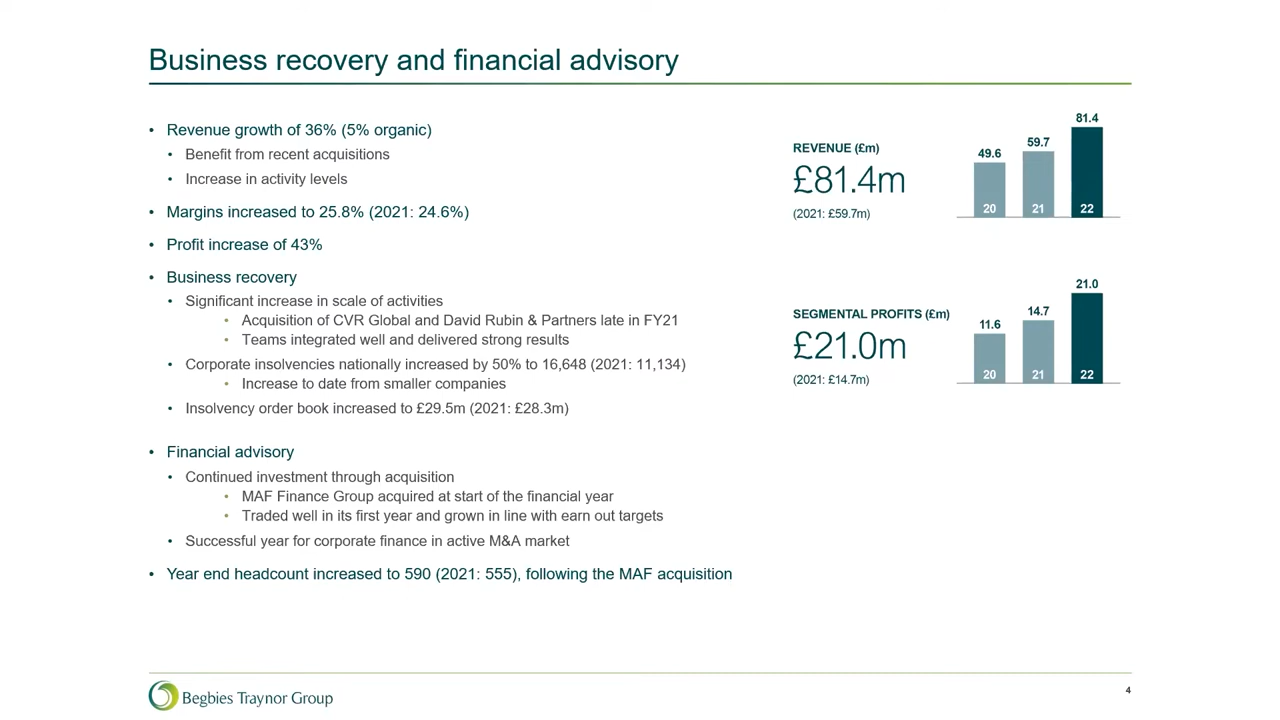 Business recovery and financial advisory
• Revenue growth of 36% (5% organic)
• Benefit from recent acquisitions
• Increase in activity levels
• Margins increased to 25.8% (2021: 24.6%)
• Profit increase of 43%
• Business recovery
• Significant increase in scale of activities
• Acquisition of CVR Global and David Rubin & Partners late in FY21
• Teams integrated well and delivered strong results
• Corporate insolvencies nationally increased by 50% to 16,648 (2021: 11,134)
• Increase to date from smaller companies
• Insolvency order book increased to £29.5m (2021: £28.3m)
• Financial advisory
• Continued investment through acquisition
• MAF Finance Group acquired at start of the financial year
• Traded well in its first year and grown in line with earn out targets
• Successful year for corporate finance in active M&A market
• Year end headcount increased to 590 (2021: 555), following the MAF acquisition
REVENUE (£m)
£81.4m
(2021: £59.7m)
49.6 59.7 81.4
20 21 22
SEGMENTAL PROFITS (£m)
£21.0m
(2021: £14.7m)
11.6 14.7 21.0
20 21 22
Begbies Traynor Group
4